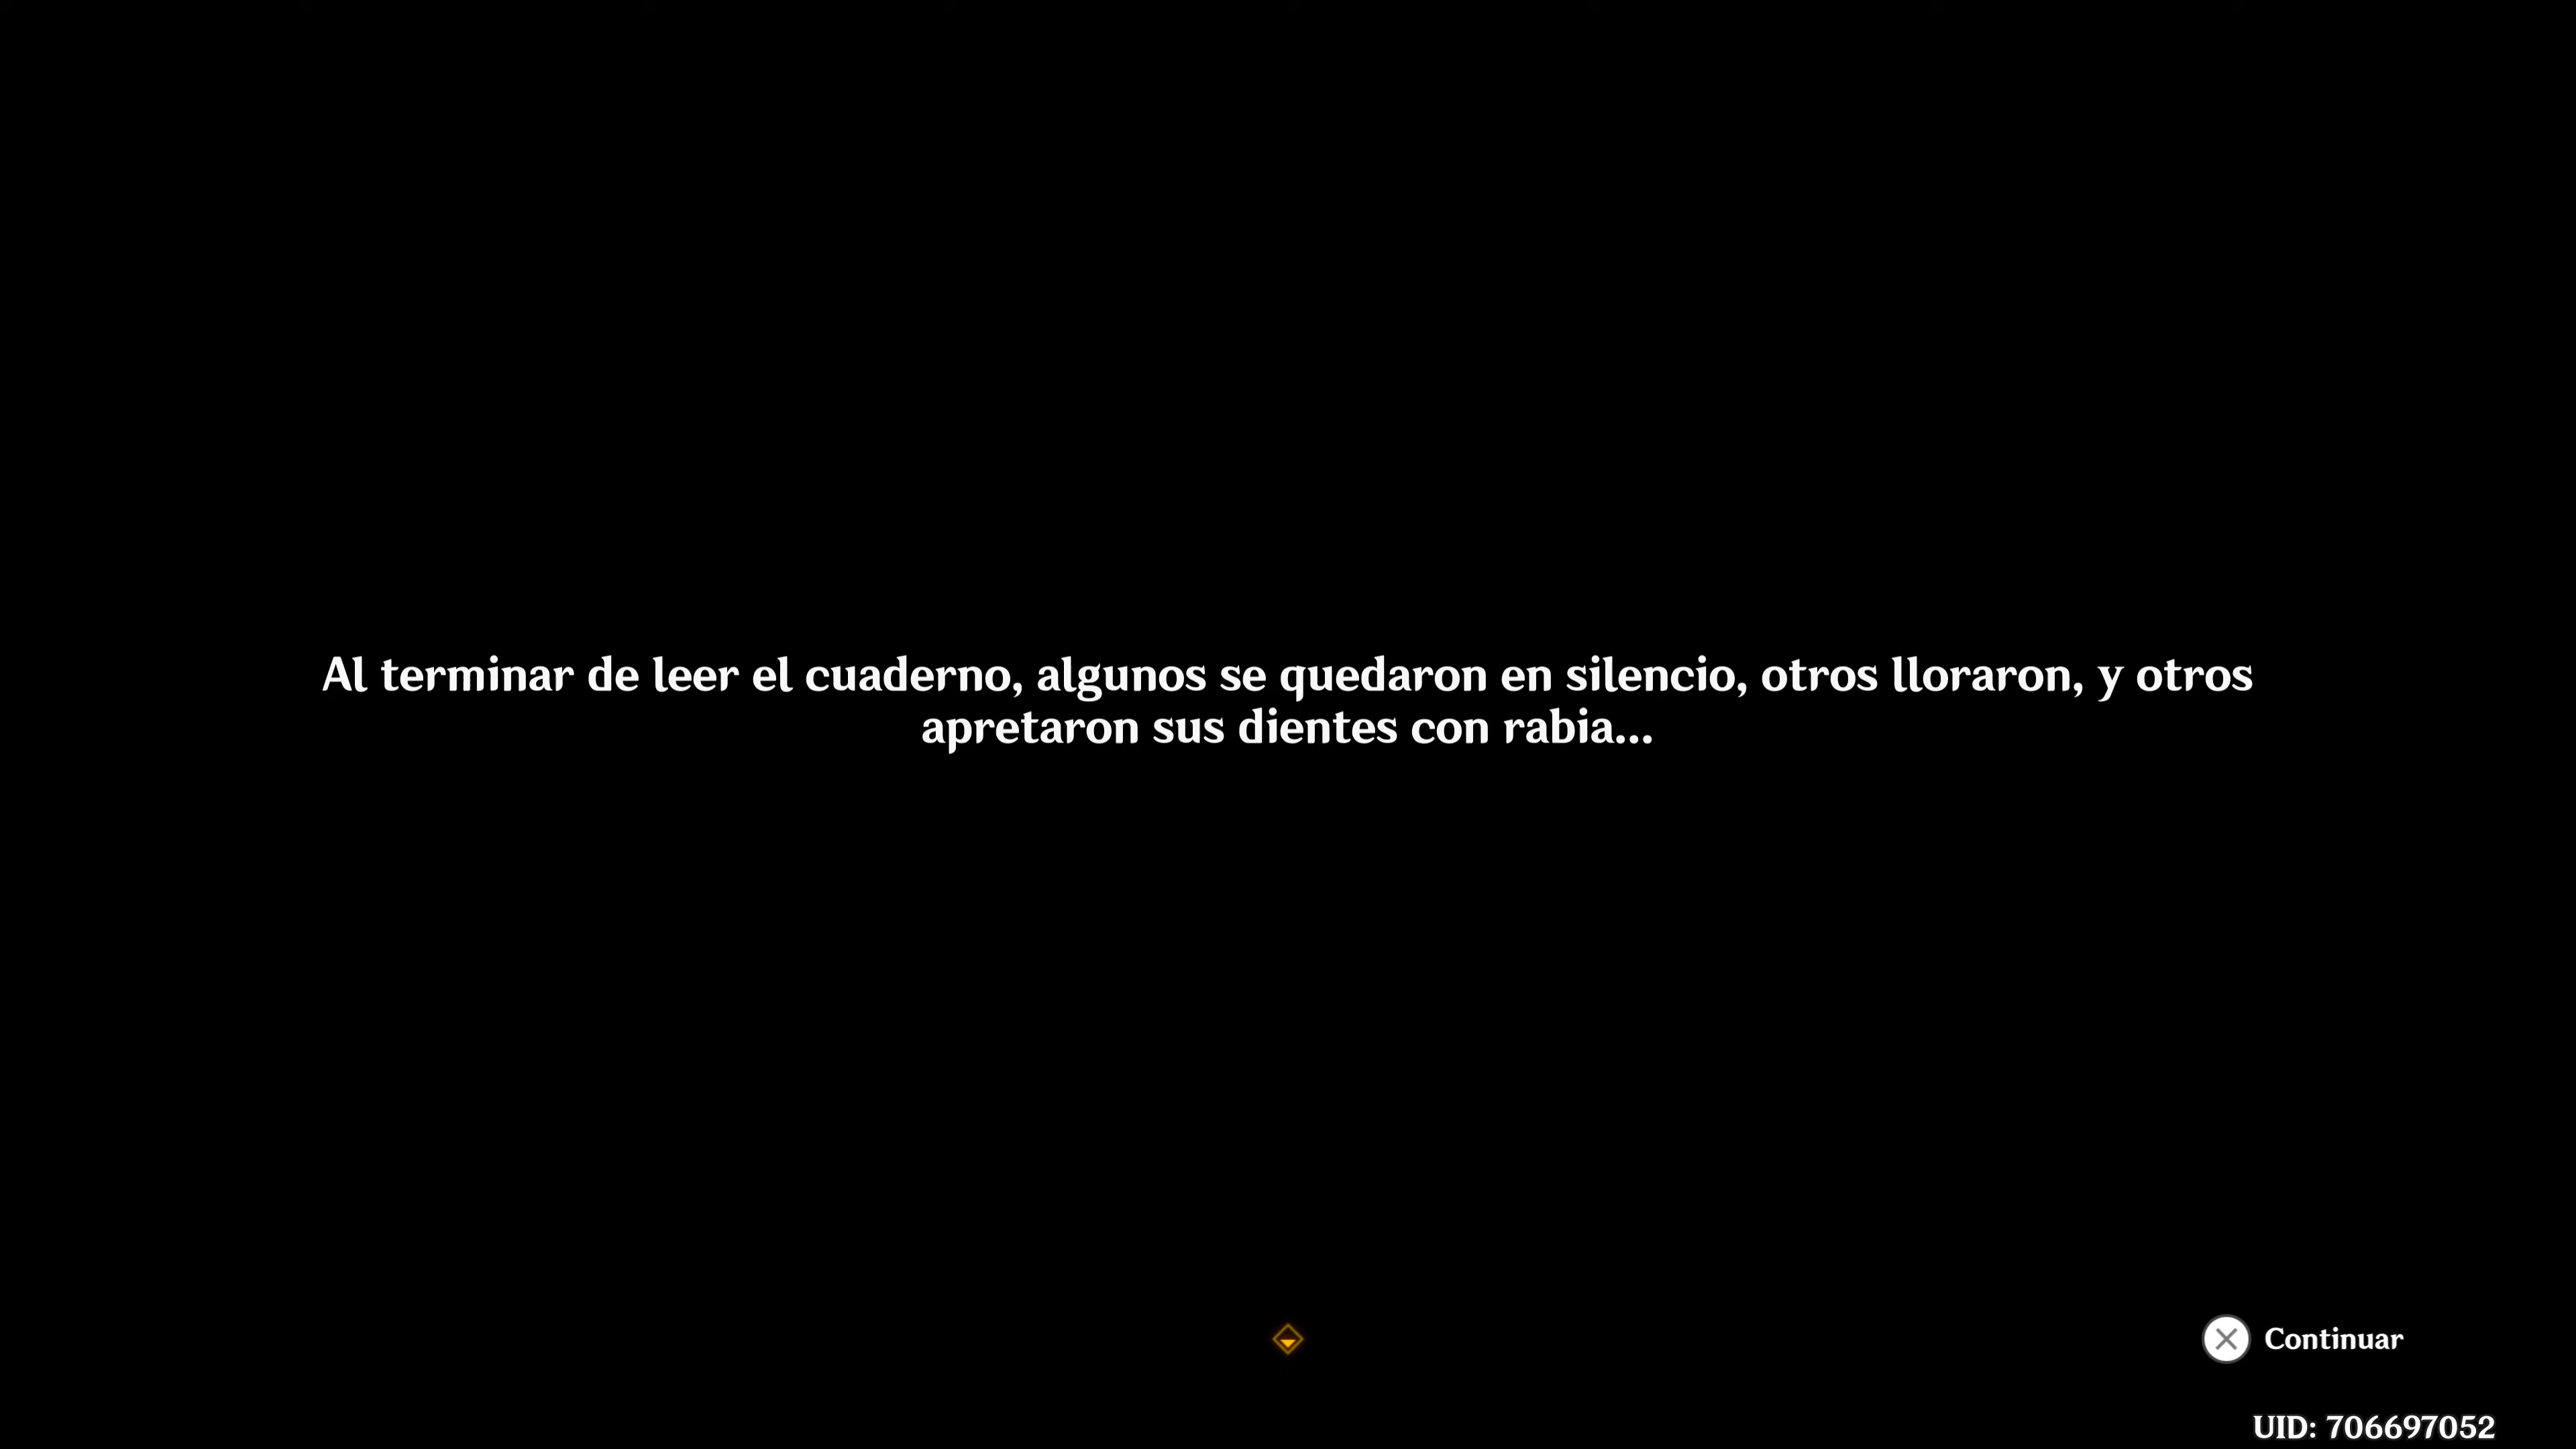 Al terminar de leer el cuaderno, algunos se quedaron en silencio, otros lloraron, y otros
apretaron sus dientes con rabia...
Continuar
UID: 706697052